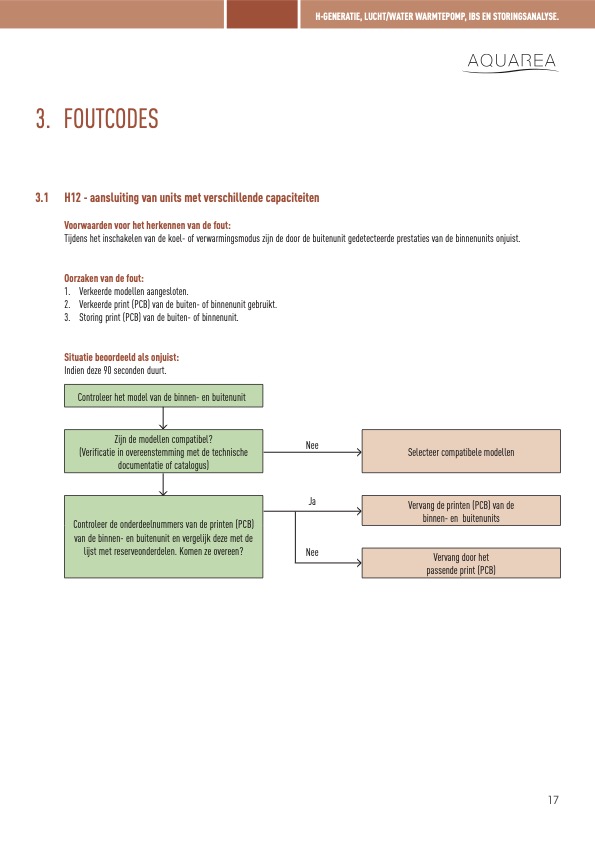 H-GENERATIE, LUCHT/WATER WARMTEPOMP, IBS EN STORINGSANALYSE.
AQUAREA
3. FOUTCODES
3.1 H12 - aansluiting van units met verschillende capaciteiten
Voorwaarden voor het herkennen van de fout:
Tijdens het inschakelen van de koel- of verwarmingsmodus zijn de door de buitenunit gedetecteerde prestaties van de binnenunits onjuist.
Oorzaken van de fout:
1. Verkeerde modellen aangesloten.
2. Verkeerde print (PCB) van de buiten- of binnenunit gebruikt.
3. Storing print (PCB) van de buiten- of binnenunit.
Situatie beoordeeld als onjuist:
Indien deze 90 seconden duurt.
Controleer het model van de binnen- en buitenunit
Zijn de modellen compatibel?
(Verificatie in overeenstemming met de technische
documentatie of catalogus)
Nee
Selecteer compatibele modellen
Controleer de onderdeelnummers van de printen (PCB)
van de binnen- en buitenunit en vergelijk deze met de
lijst met reserveonderdelen. Komen ze overeen?
Ja
Vervang de printen (PCB) van de
binnen- en buitenunits
Nee
Vervang door het
passende print (PCB)
17